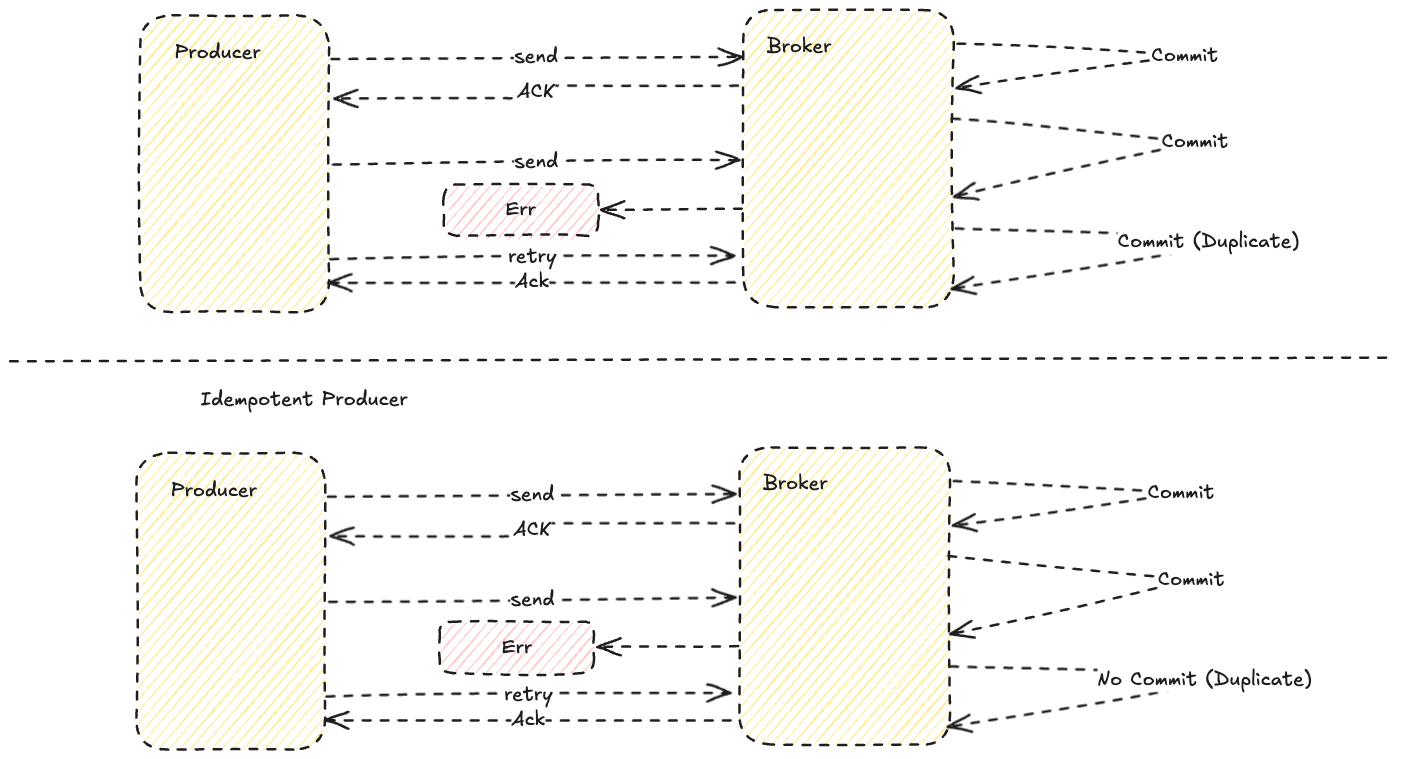 Producer
Broker
send
Commit
ACK
Commit
send
Err
Commit (Duplicate)
retry
Ack
Idempotent Producer
Producer
Broker
send
Commit
ACK
Commit
send
Err
No Commit (Duplicate)
retry
Ack